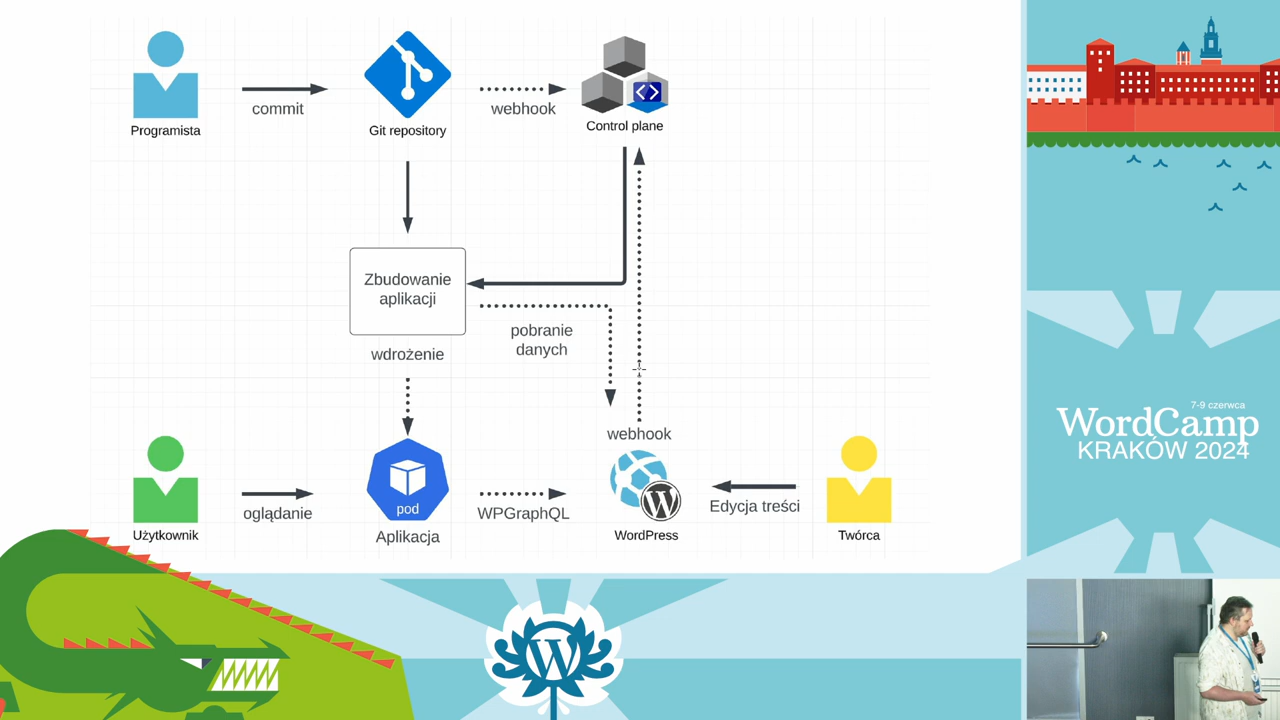 commit
webhook
Programista
Git repository
Control plane
Zbudowanie
aplikacji
pobranie
danych
wdrożenie
webhook
pod
oglądanie
WPGraphQL
Edycja treści
Użytkownik
Aplikacja
WordPress
Twórca
7-9 czerwca
WordCamp
KRAKÓW 2024